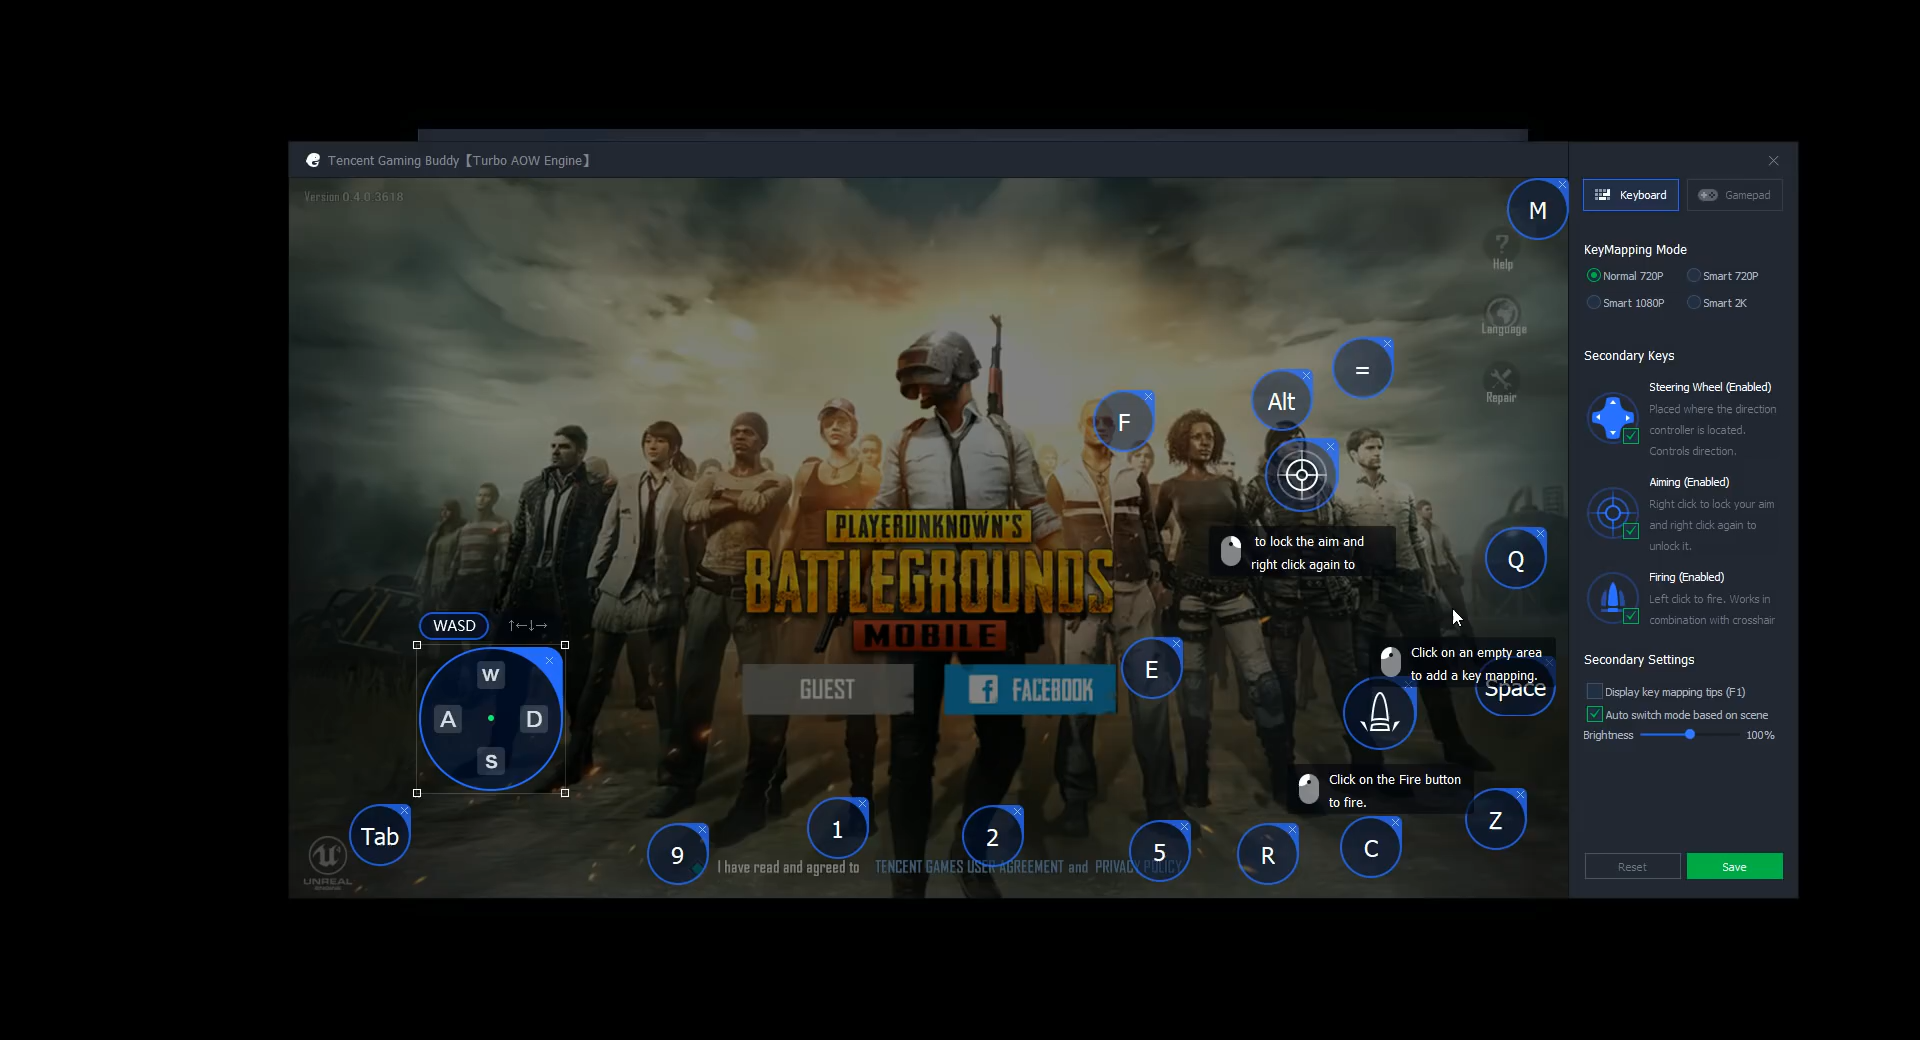 Tencent Gaming Buddy【Turbo AOW Engine】
Version 0.4.0.3618
M
Help
Language
Repair
=
Alt
F
to lock the aim and
right click again to
Q
PLAYERUNKNOWN'S
BATTLEGROUNDS
MOBILE
WASD ↑←↓→
W
A D
S
E
GUEST
FACEBOOK
Click on an empty area
to add a key mapping.
Space
Click on the Fire button
to fire.
Tab
9
1
2
5
R
C
Z
I have read and agreed to TENCENT GAMES USER AGREEMENT and PRIVACY POLICY
UNREAL
Keyboard
Gamepad
KeyMapping Mode
Normal 720P Smart 720P
Smart 1080P Smart 2K
Secondary Keys
Steering Wheel (Enabled)
Placed where the direction
controller is located.
Controls direction.
Aiming (Enabled)
Right click to lock your aim
and right click again to
unlock it.
Firing (Enabled)
Left click to fire. Works in
combination with crosshair
Secondary Settings
Display key mapping tips (F1)
Auto switch mode based on scene
Brightness 100%
Reset
Save